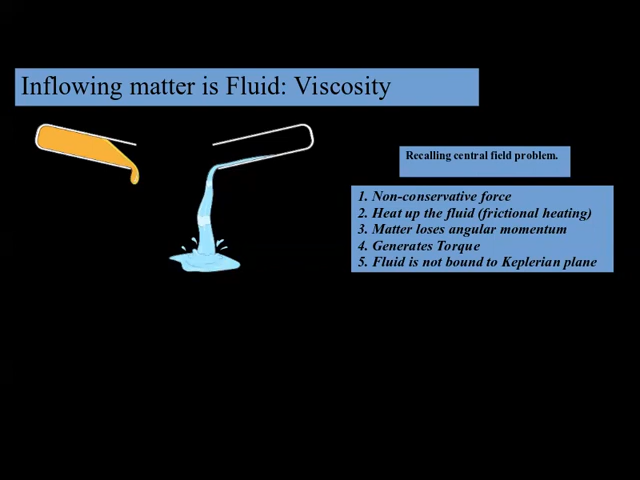 Inflowing matter is Fluid: Viscosity
Recalling central field problem.
1. Non-conservative force
2. Heat up the fluid (frictional heating)
3. Matter loses angular momentum
4. Generates Torque
5. Fluid is not bound to Keplerian plane